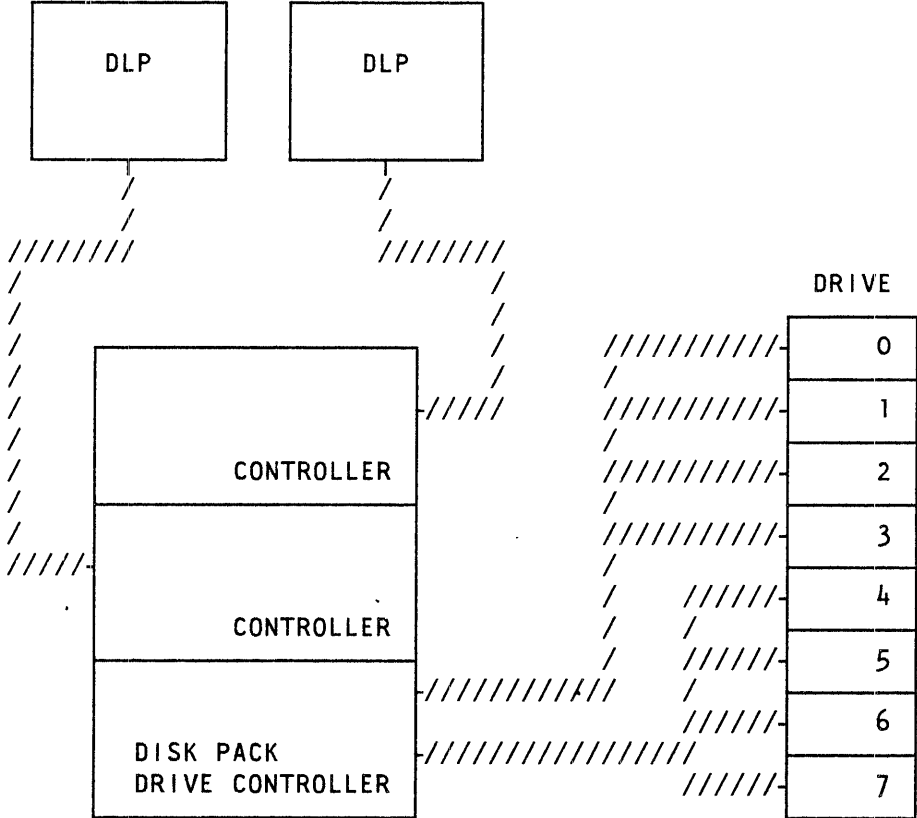 DLP
DLP
DRIVE
0
1
2
3
4
5
6
7
CONTROLLER
CONTROLLER
DISK PACK
DRIVE CONTROLLER